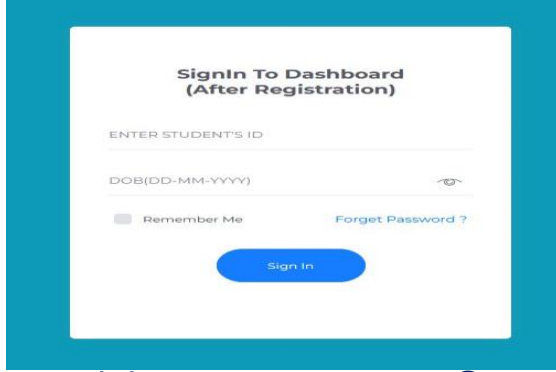 SignIn To Dashboard
(After Registration)
ENTER STUDENT'S ID
DOB(DD-MM-YYYY)
Remember Me Forget Password ?
Sign In